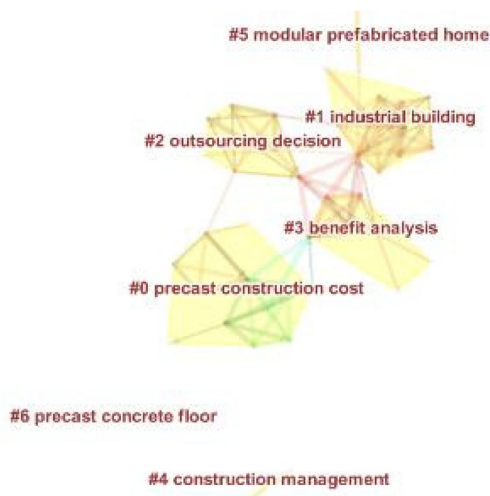 #5 modular prefabricated home
#1 industrial building
#2 outsourcing decision
#3 benefit analysis
#0 precast construction cost
#6 precast concrete floor
#4 construction management